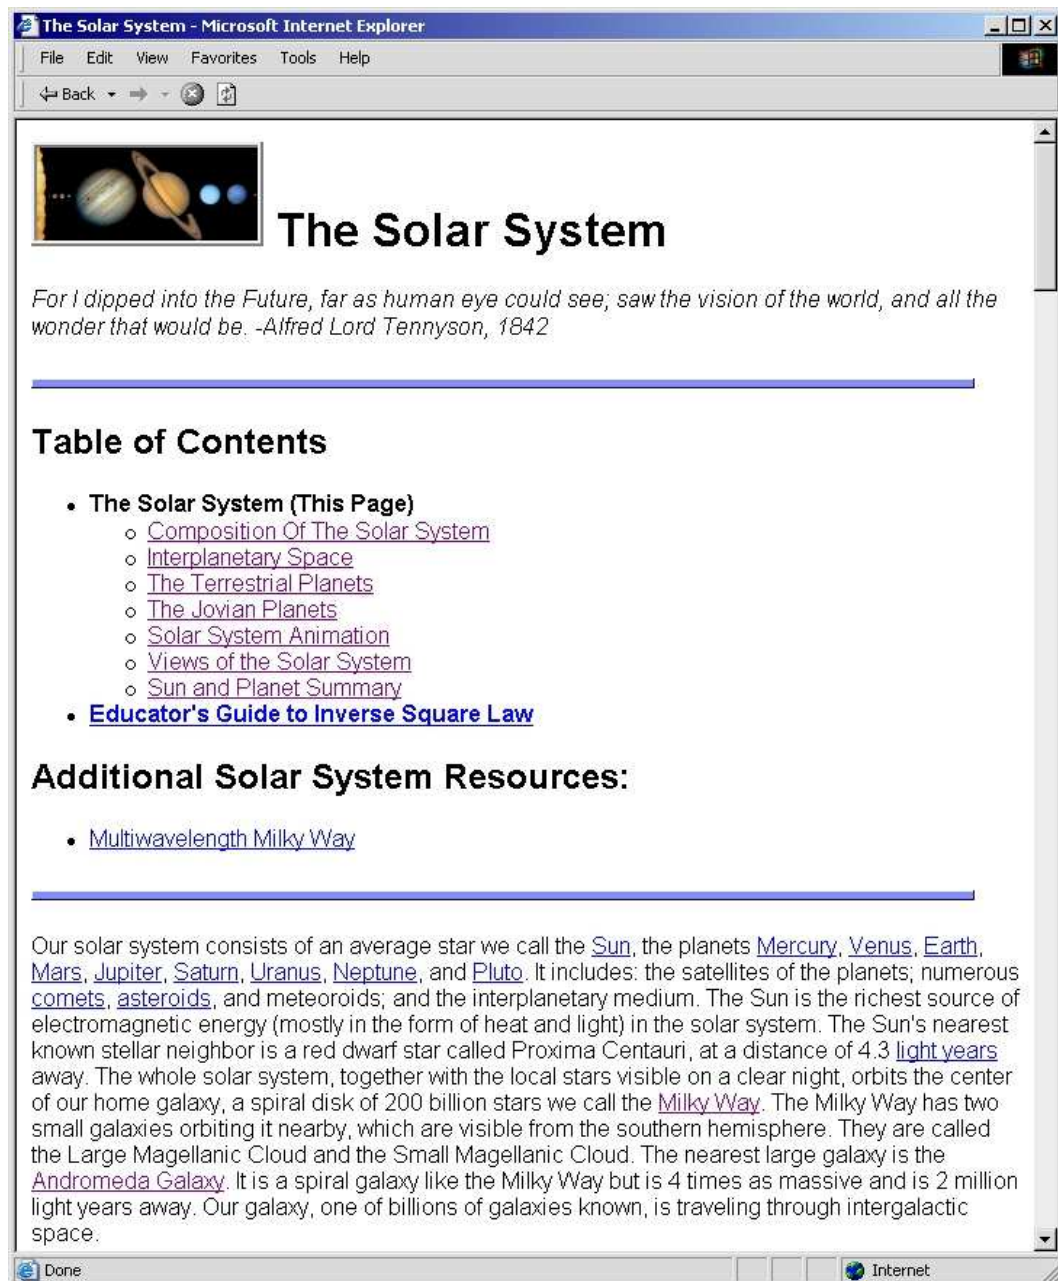 The Solar System - Microsoft Internet Explorer
File Edit View Favorites Tools Help
Back
The Solar System
For I dipped into the Future, far as human eye could see; saw the vision of the world, and all the
wonder that would be. -Alfred Lord Tennyson, 1842
Table of Contents
• The Solar System (This Page)
o Composition Of The Solar System
o Interplanetary Space
o The Terrestrial Planets
o The Jovian Planets
o Solar System Animation
o Views of the Solar System
o Sun and Planet Summary
• Educator's Guide to Inverse Square Law
Additional Solar System Resources:
• Multiwavelength Milky Way
Our solar system consists of an average star we call the Sun, the planets Mercury, Venus, Earth,
Mars, Jupiter, Saturn, Uranus, Neptune, and Pluto. It includes: the satellites of the planets; numerous
comets, asteroids, and meteoroids; and the interplanetary medium. The Sun is the richest source of
electromagnetic energy (mostly in the form of heat and light) in the solar system. The Sun's nearest
known stellar neighbor is a red dwarf star called Proxima Centauri, at a distance of 4.3 light years
away. The whole solar system, together with the local stars visible on a clear night, orbits the center
of our home galaxy, a spiral disk of 200 billion stars we call the Milky Way. The Milky Way has two
small galaxies orbiting it nearby, which are visible from the southern hemisphere. They are called
the Large Magellanic Cloud and the Small Magellanic Cloud. The nearest large galaxy is the
Andromeda Galaxy. It is a spiral galaxy like the Milky Way but is 4 times as massive and is 2 million
light years away. Our galaxy, one of billions of galaxies known, is traveling through intergalactic
space.
Done Internet